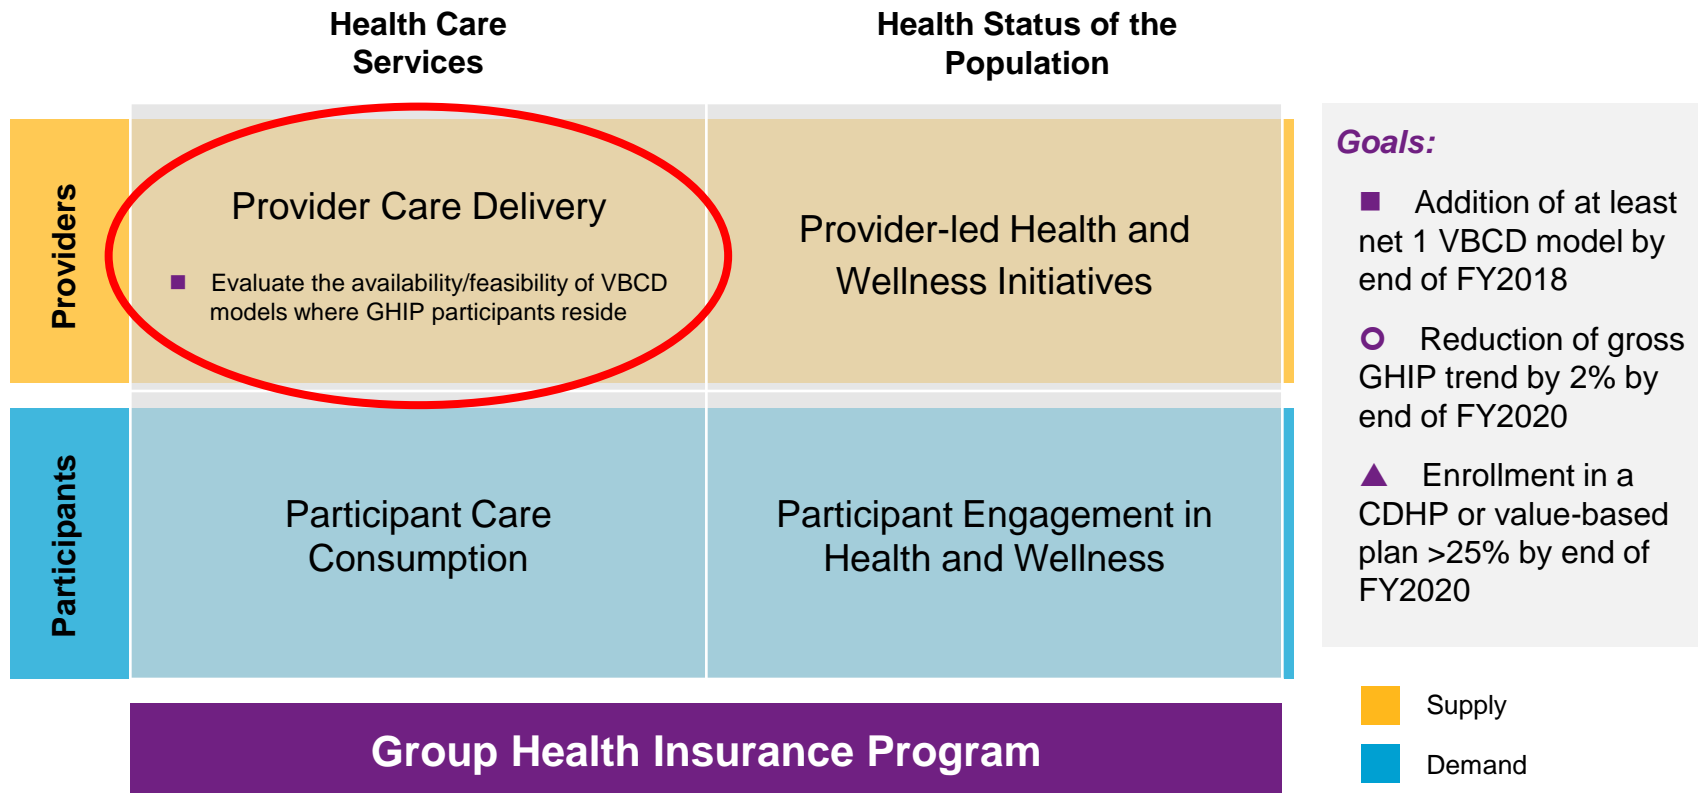 Health Care
Services
Health Status of the
Population
Providers
Provider Care Delivery
Evaluate the availability/feasibility of VBCD
models where GHIP participants reside
Provider-led Health and
Wellness Initiatives
Participants
Participant Care
Consumption
Participant Engagement in
Health and Wellness
Group Health Insurance Program
Goals:
Addition of at least
net 1 VBCD model by
end of FY2018
Reduction of gross
GHIP trend by 2% by
end of FY2020
Enrollment in a
CDHP or value-based
plan >25% by end of
FY2020
Supply
Demand